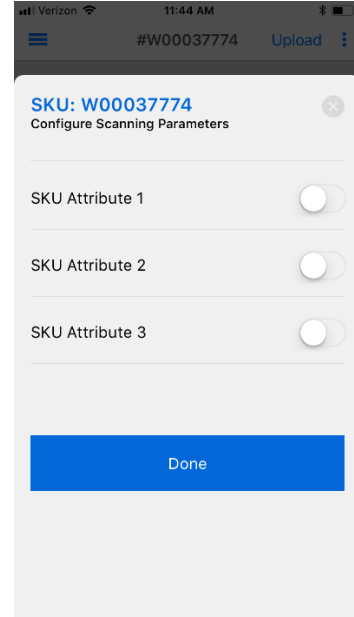 Verizon 11:44 AM
#W00037774 Upload
SKU: W00037774
Configure Scanning Parameters
SKU Attribute 1
SKU Attribute 2
SKU Attribute 3
Done